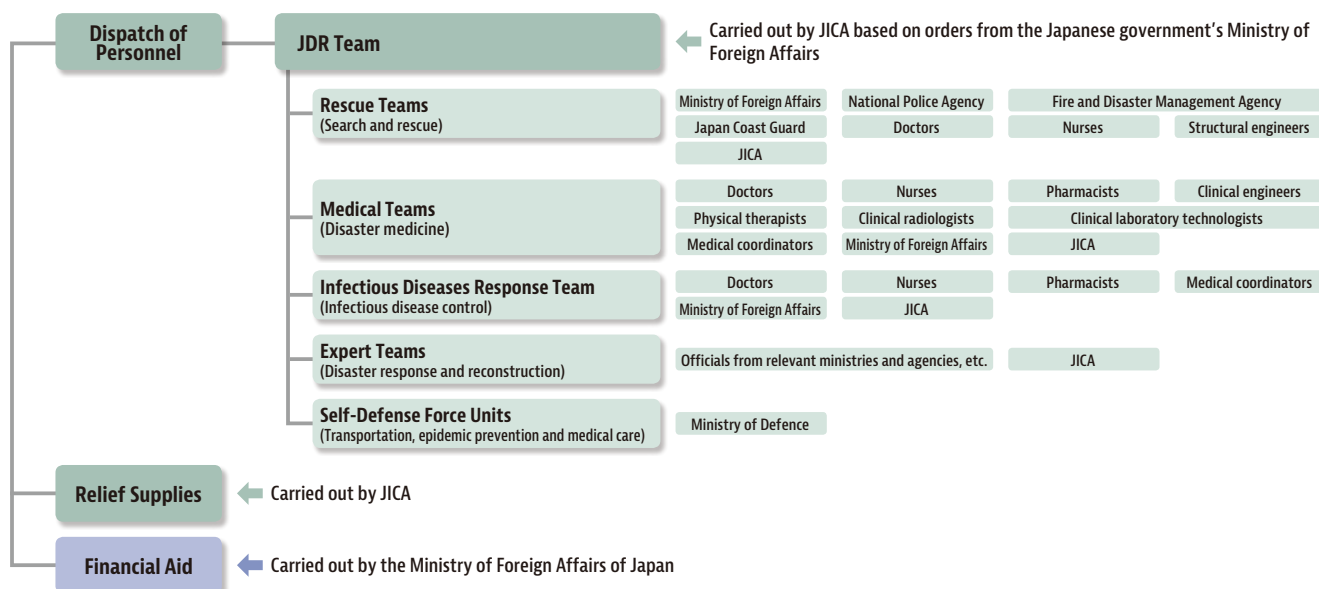 Dispatch of
Personnel
JDR Team
Carried out by JICA based on orders from the Japanese government's Ministry of
Foreign Affairs
Rescue Teams
(Search and rescue)
Ministry of Foreign Affairs
National Police Agency
Fire and Disaster Management Agency
Japan Coast Guard
Doctors
Nurses
Structural engineers
JICA
Medical Teams
(Disaster medicine)
Doctors
Nurses
Pharmacists
Clinical engineers
Physical therapists
Clinical radiologists
Clinical laboratory technologists
Medical coordinators
Ministry of Foreign Affairs
JICA
Infectious Diseases Response Team
(Infectious disease control)
Doctors
Nurses
Pharmacists
Medical coordinators
Ministry of Foreign Affairs
JICA
Expert Teams
(Disaster response and reconstruction)
Officials from relevant ministries and agencies, etc.
JICA
Self-Defense Force Units
(Transportation, epidemic prevention and medical care)
Ministry of Defence
Relief Supplies
Carried out by JICA
Financial Aid
Carried out by the Ministry of Foreign Affairs of Japan